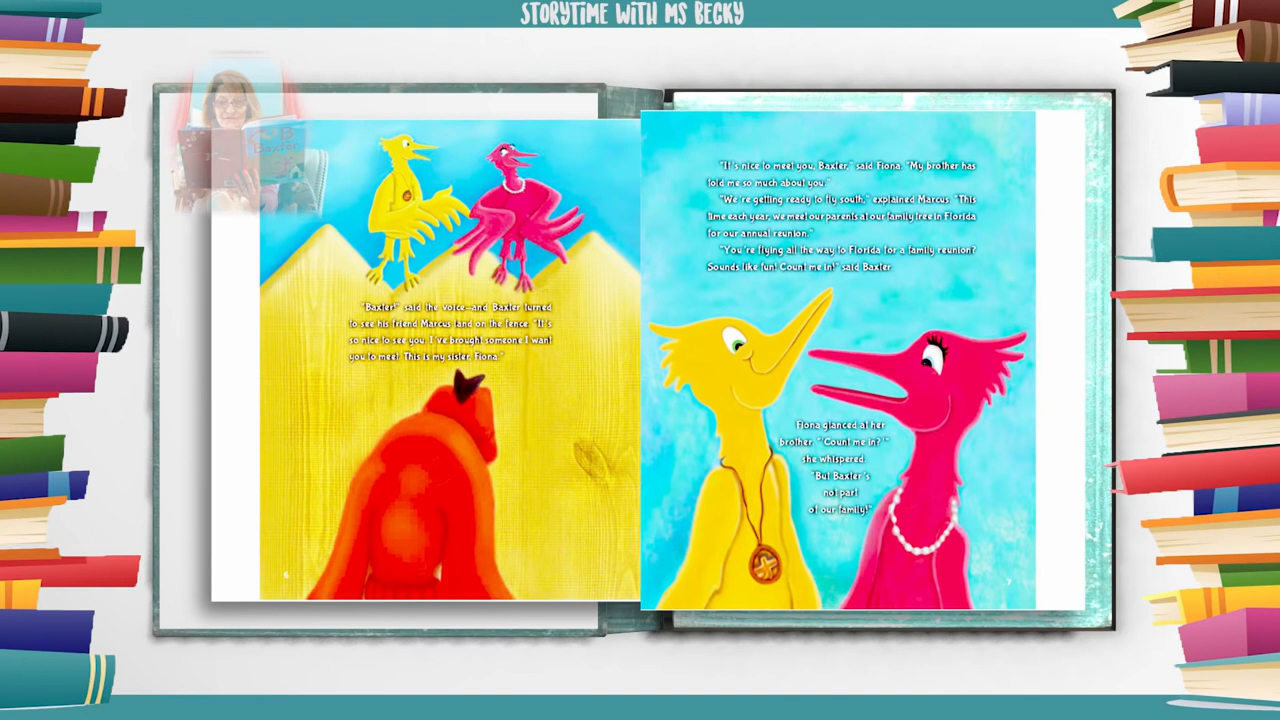 STORYTIME WITH MS BECKY
"Baxter!" said the voice—and Baxter turned
to see his friend Marcus land on the fence. "It's
so nice to see you. I've brought someone I want
you to meet. This is my sister, Fiona."
6
"It's nice to meet you, Baxter," said Fiona. "My brother has
told me so much about you."
"We're getting ready to fly south," explained Marcus. "This
time each year, we meet our parents at our family tree in Florida
for our annual reunion."
"You're flying all the way to Florida for a family reunion?
Sounds like fun! Count me in!" said Baxter.
Fiona glanced at her
brother. "'Count me in?'"
she whispered.
"But Baxter's
not part
of our family!"
7